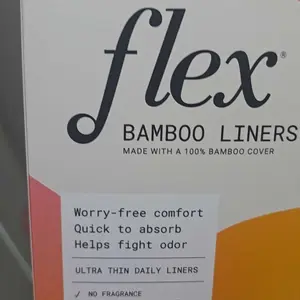 flex®
BAMBOO LINERS
MADE WITH A 100% BAMBOO COVER
Worry-free comfort
Quick to absorb
Helps fight odor
ULTRA THIN DAILY LINERS
✓ NO FRAGRANCE